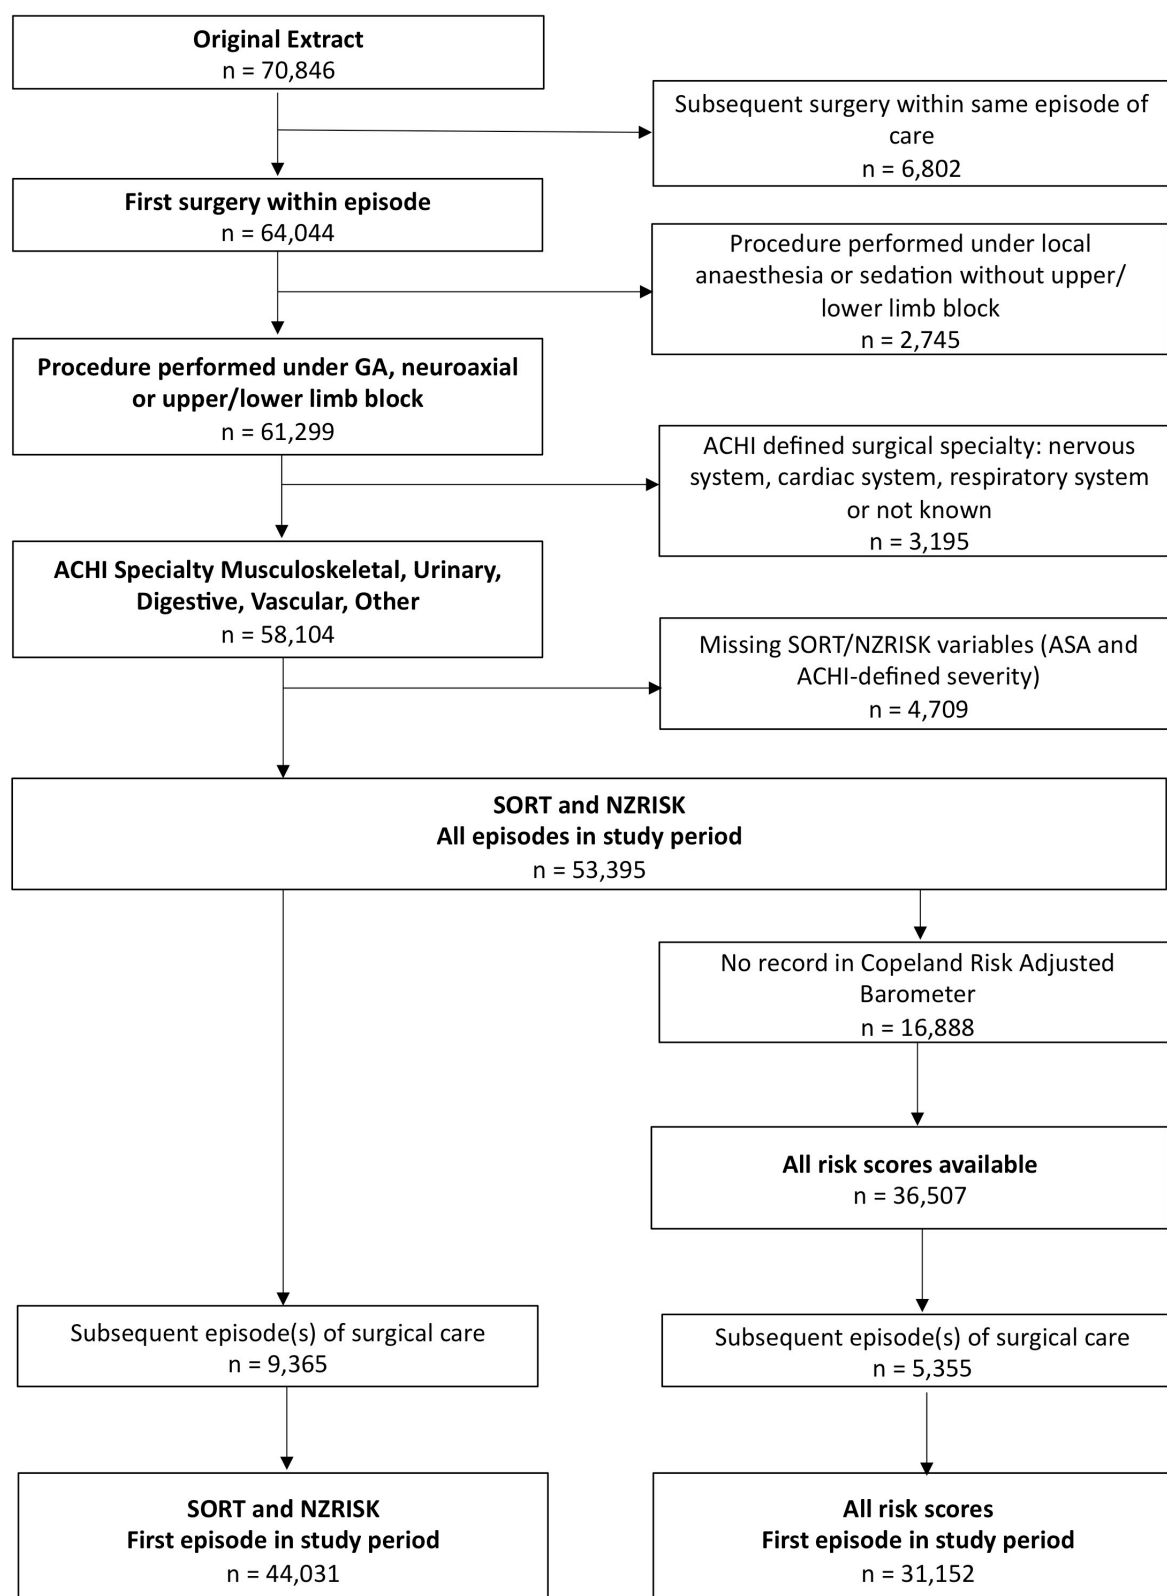 Original Extract
n = 70,846
Subsequent surgery within same episode of
care
n = 6,802
First surgery within episode
n = 64,044
Procedure performed under local
anaesthesia or sedation without upper/
lower limb block
n = 2,745
Procedure performed under GA, neuroaxial
or upper/lower limb block
n = 61,299
ACHI defined surgical specialty: nervous
system, cardiac system, respiratory system
or not known
n = 3,195
ACHI Specialty Musculoskeletal, Urinary,
Digestive, Vascular, Other
n = 58,104
Missing SORT/NZRISK variables (ASA and
ACHI-defined severity)
n = 4,709
SORT and NZRISK
All episodes in study period
n = 53,395
No record in Copeland Risk Adjusted
Barometer
n = 16,888
All risk scores available
n = 36,507
Subsequent episode(s) of surgical care
n = 9,365
Subsequent episode(s) of surgical care
n = 5,355
SORT and NZRISK
First episode in study period
n = 44,031
All risk scores
First episode in study period
n = 31,152